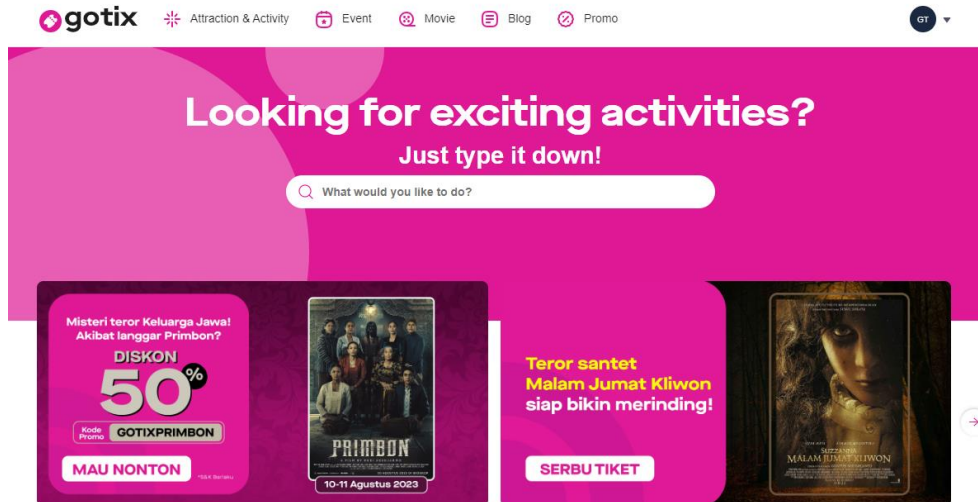 gotix
Attraction & Activity
Event
Movie
Blog
Promo
GT
Looking for exciting activities?
Just type it down!
What would you like to do?
Misteri teror Keluarga Jawa!
Akibat langgar Primbon?
DISKON
50%
Kode Promo GOTIXPRIMBON
MAU NONTON
*S&K Berlaku
PRIMBON
10-11 Agustus 2023
Teror santet
Malam Jumat Kliwon
siap bikin merinding!
SERBU TIKET
SUZZANNA
MALAM JUMAT KLIWON